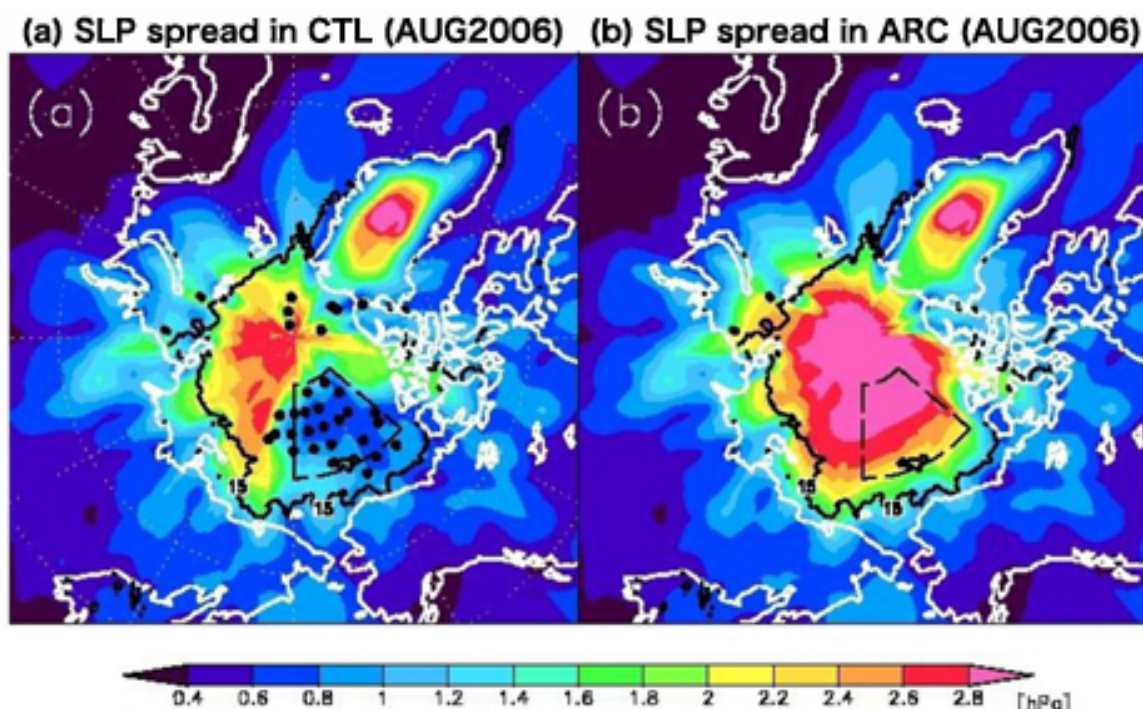 (a) SLP spread in CTL (AUG2006) (b) SLP spread in ARC (AUG2006)
(a)
(b)
15
15
15
0.4 0.6 0.8 1 1.2 1.4 1.6 1.8 2 2.2 2.4 2.6 2.8 [hPa]